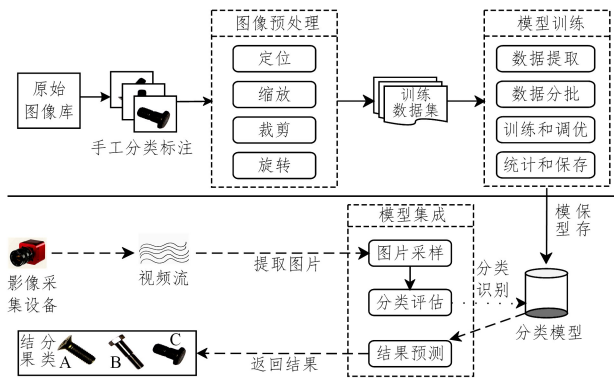 图像预处理
模型训练
原始
图像库
手工分类标注
定位
缩放
裁剪
旋转
训练
数据集
数据提取
数据分批
训练和调优
统计和保存
模型
保存
影像采
集设备
视频流
提取图片
模型集成
图片采样
分类评估
结果预测
分类
识别
分类模型
返回结果
结果
分类
A
B
C